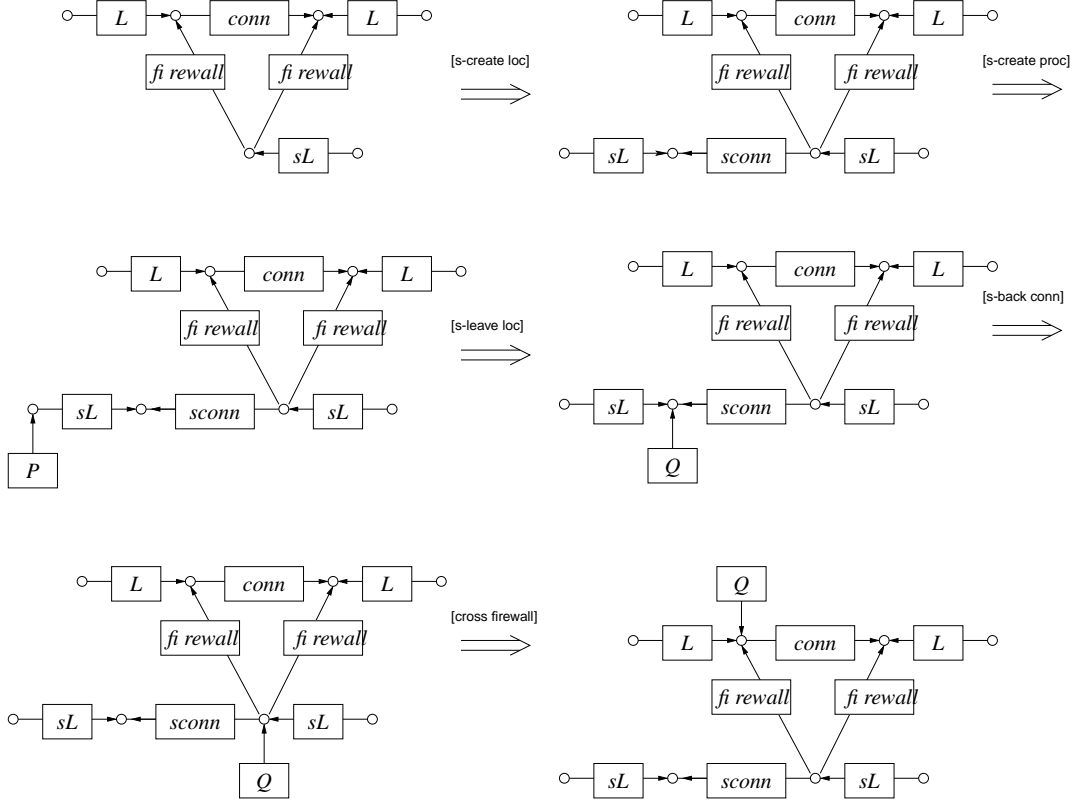 L conn L
fi rewall fi rewall
sL
[s-create loc]
L conn L
fi rewall fi rewall
sL sconn sL
[s-create proc]
L conn L
fi rewall fi rewall
sL sconn sL
P
[s-leave loc]
L conn L
fi rewall fi rewall
sL sconn sL
Q
[s-back conn]
L conn L
fi rewall fi rewall
sL sconn sL
Q
[cross firewall]
Q
L conn L
fi rewall fi rewall
sL sconn sL